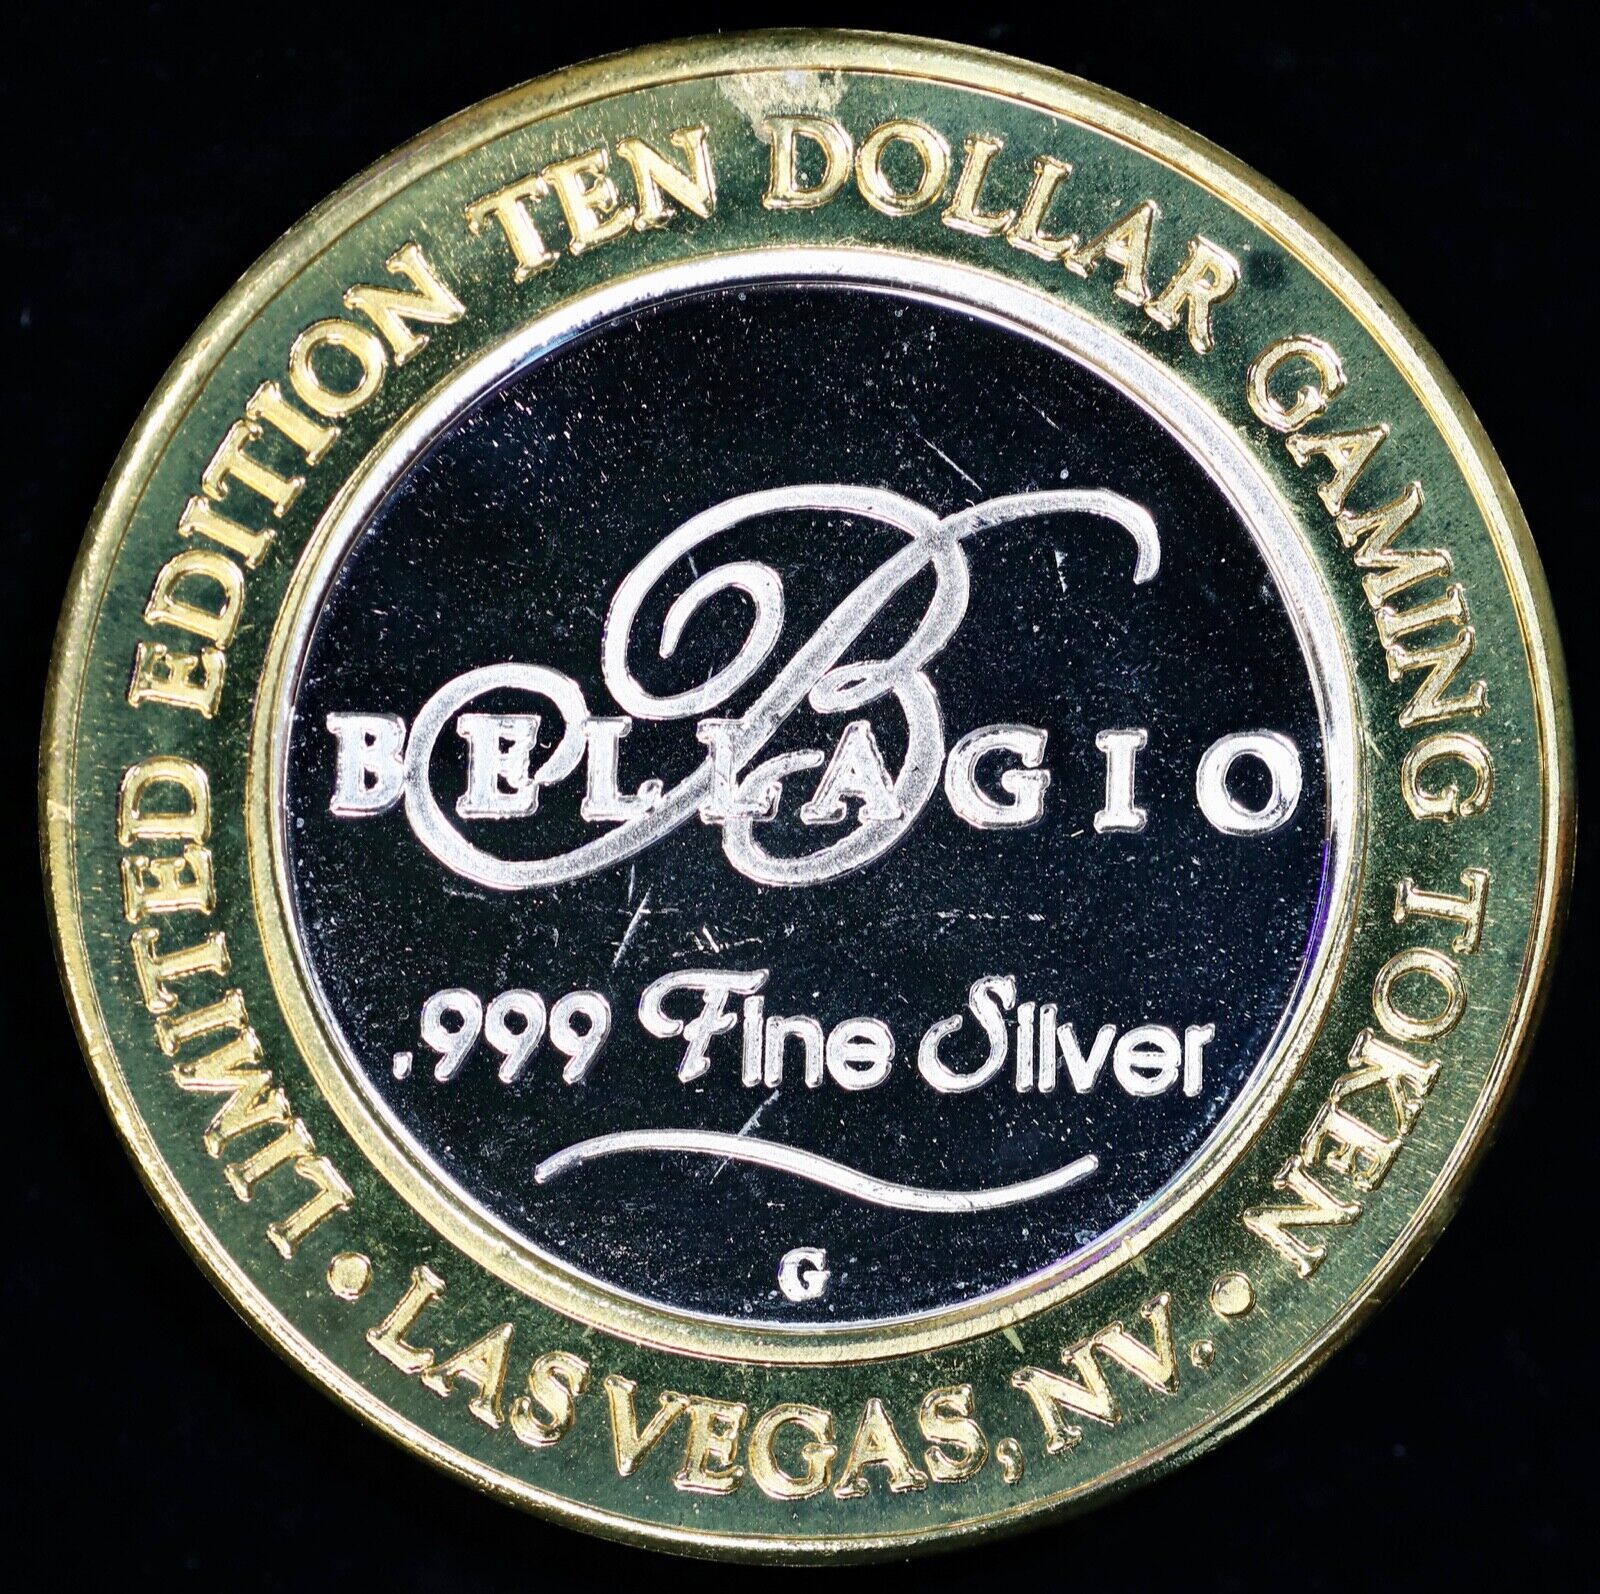 LIMITED EDITION TEN DOLLAR GAMING TOKEN
• LAS VEGAS, NV. •
B
BELLAGIO
.999 Fine Silver
G